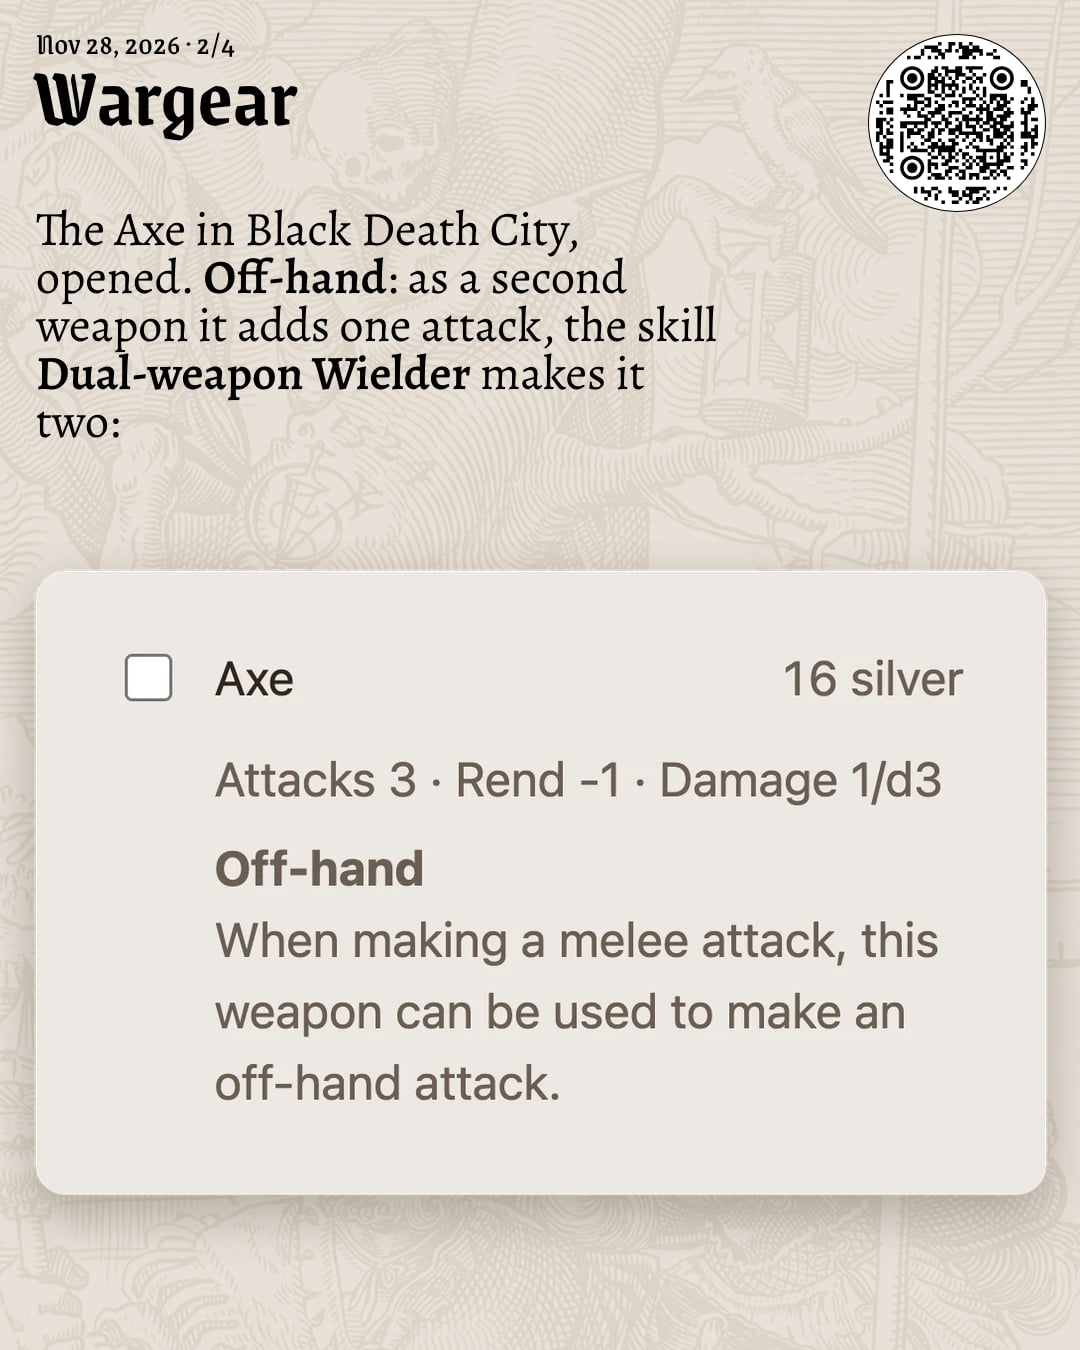 Nov 28, 2026 · 2/4
Wargear
The Axe in Black Death City,
opened. Off-hand: as a second
weapon it adds one attack, the skill
Dual-weapon Wielder makes it
two:
Axe 16 silver
Attacks 3 · Rend -1 · Damage 1/d3
Off-hand
When making a melee attack, this
weapon can be used to make an
off-hand attack.